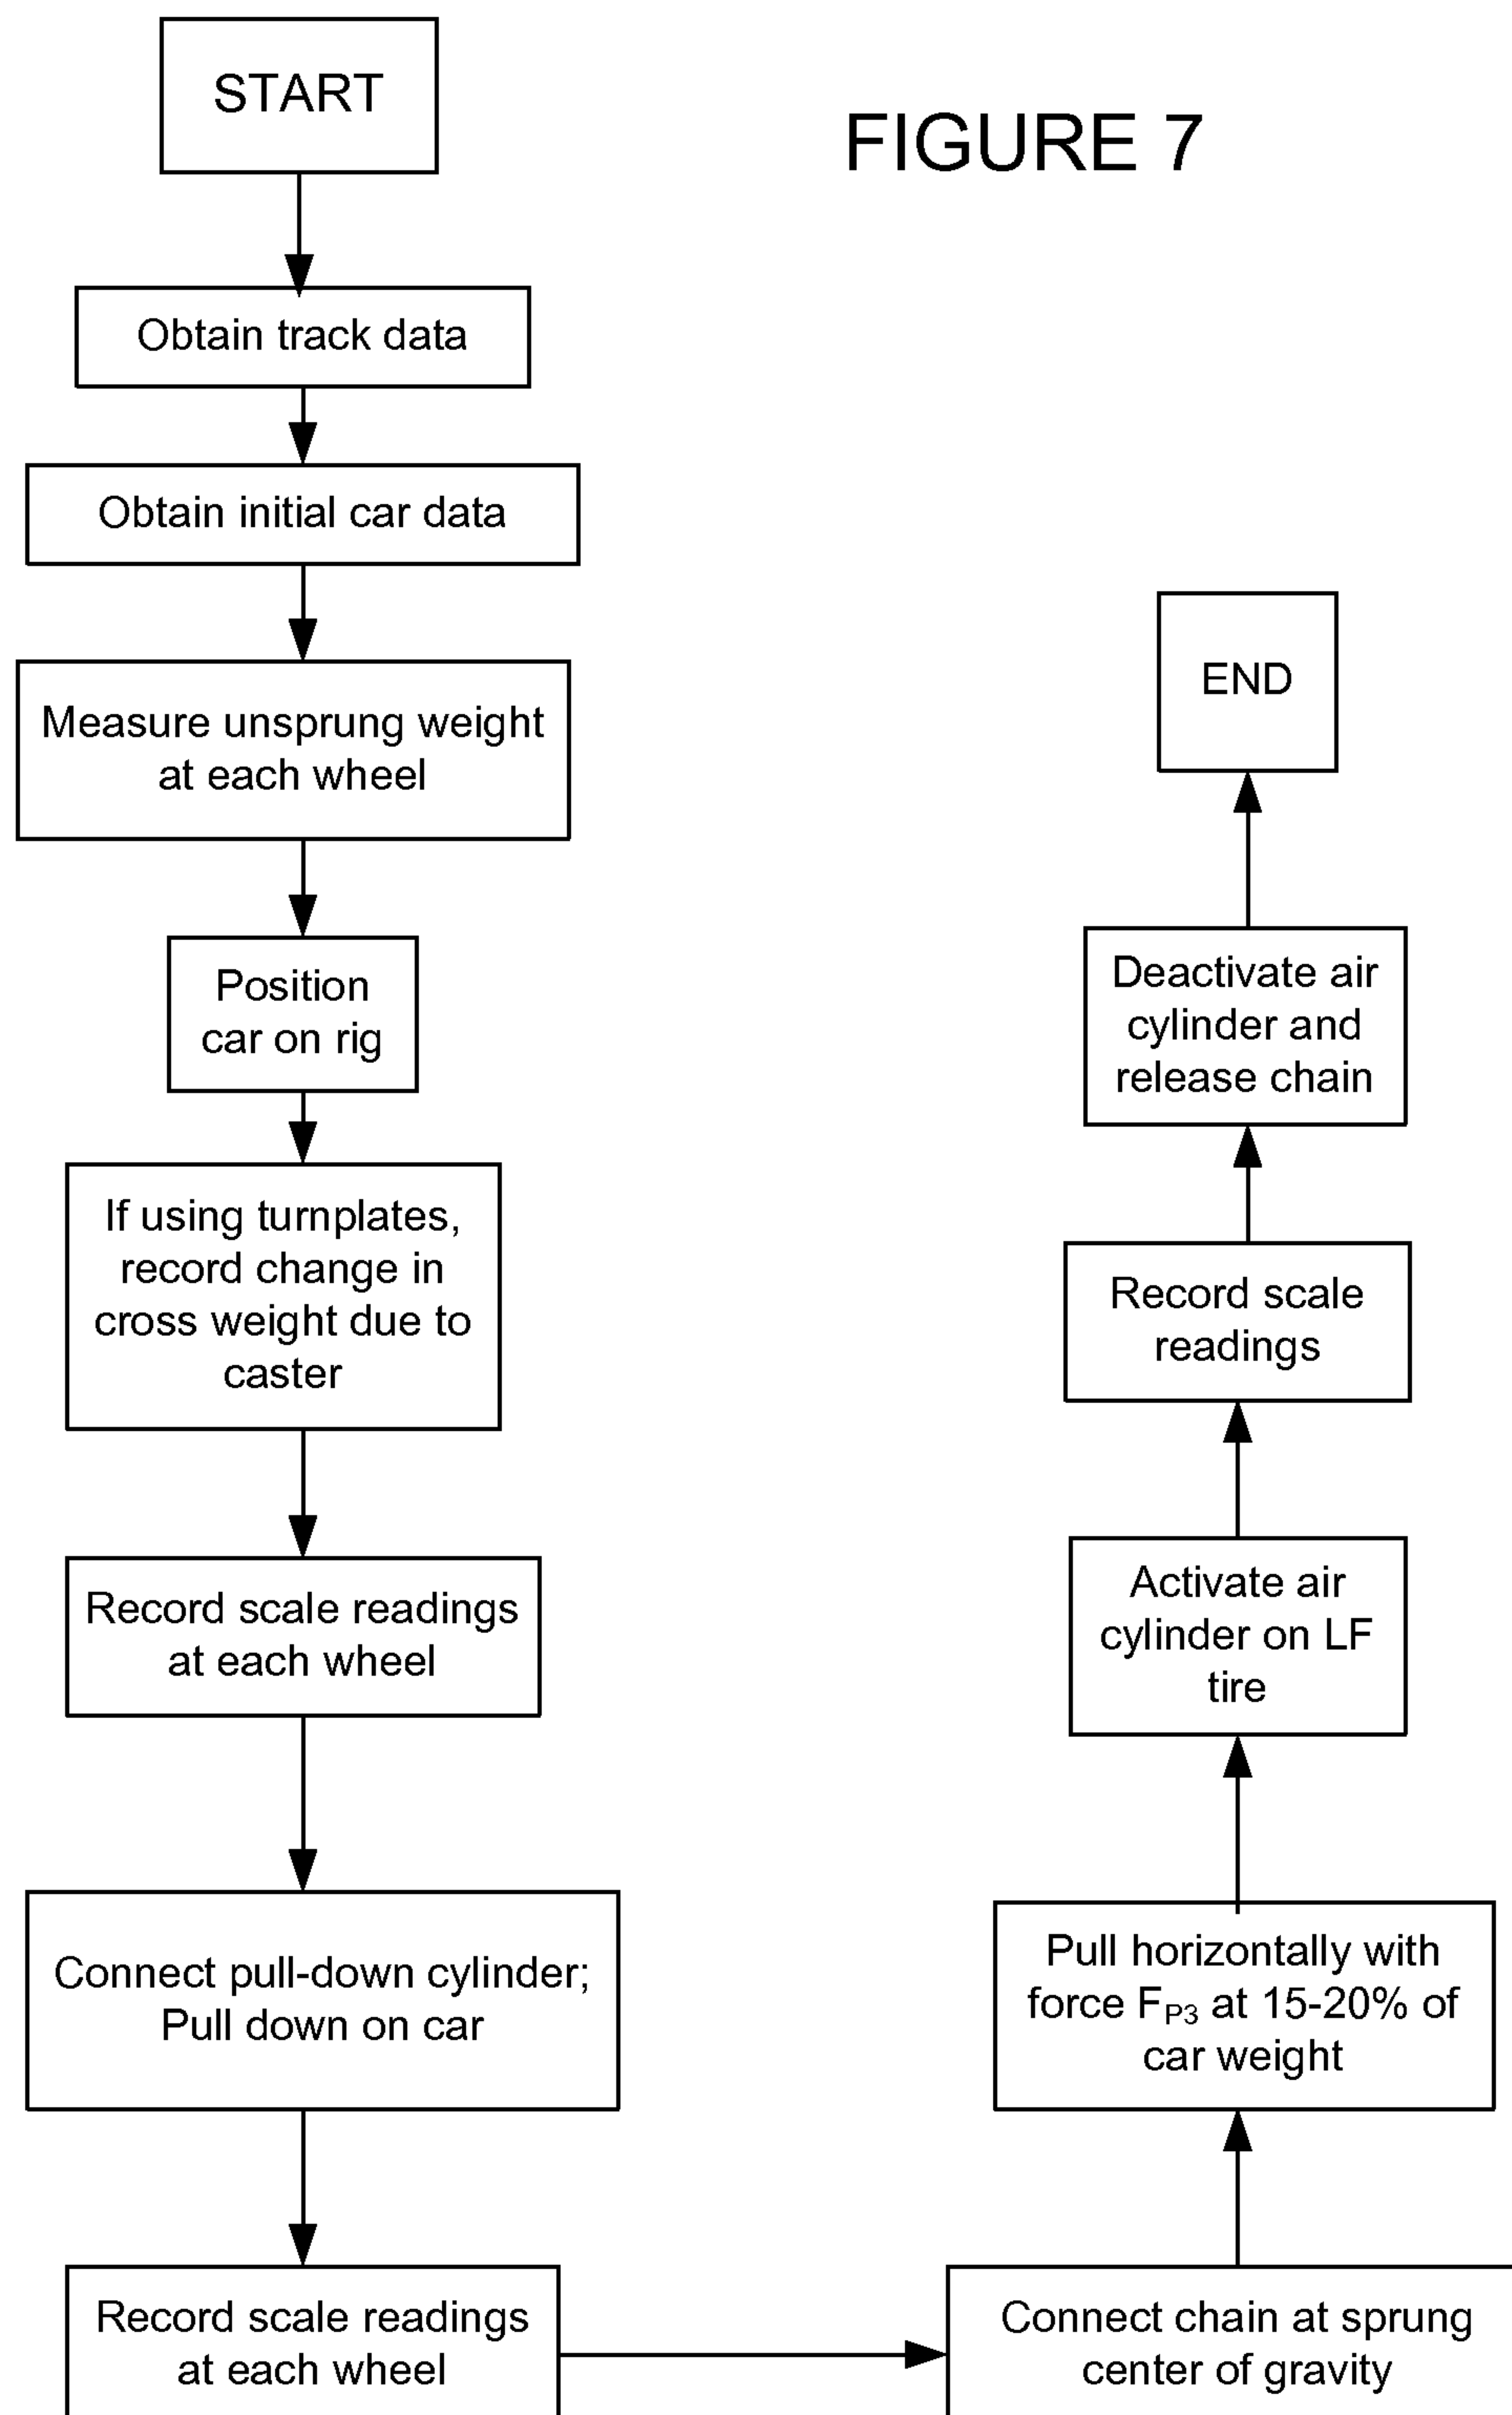 START
FIGURE 7
Obtain track data
Obtain initial car data
Measure unsprung weight
at each wheel
Position
car on rig
If using turnplates,
record change in
cross weight due to
caster
Record scale readings
at each wheel
Connect pull-down cylinder;
Pull down on car
Record scale readings
at each wheel
Connect chain at sprung
center of gravity
Pull horizontally with
force FP3 at 15-20% of
car weight
Activate air
cylinder on LF
tire
Record scale
readings
Deactivate air
cylinder and
release chain
END